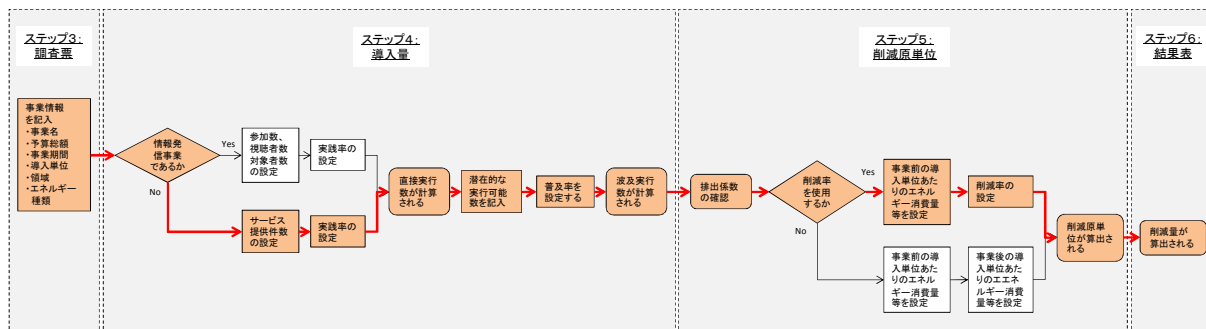 ステップ3:
調査票
事業情報
を記入
・事業名
・予算総額
・事業期間
・導入単位
・領域
・エネルギー
種類
ステップ4:
導入量
情報発
信事業
であるか
Yes
No
参加数、
視聴者数
対象者数
の設定
実践率の
設定
サービス
提供件数
の設定
実践率の
設定
直接実行
数が計算
される
潜在的な
実行可能
数を記入
普及率を
設定する
波及実行
数が計算
される
ステップ5:
削減原単位
排出係数
の確認
削減率
を使用
するか
Yes
No
事業前の導
入単位あた
りのエネル
ギー消費量
等を設定
削減率の
設定
事業前の導
入単位あた
りのエネル
ギー消費量
等を設定
事業後の導
入単位あた
りのエエネ
ルギー消費
量等を設定
削減原単
位が算出さ
れる
ステップ6:
結果表
削減量が
算出される